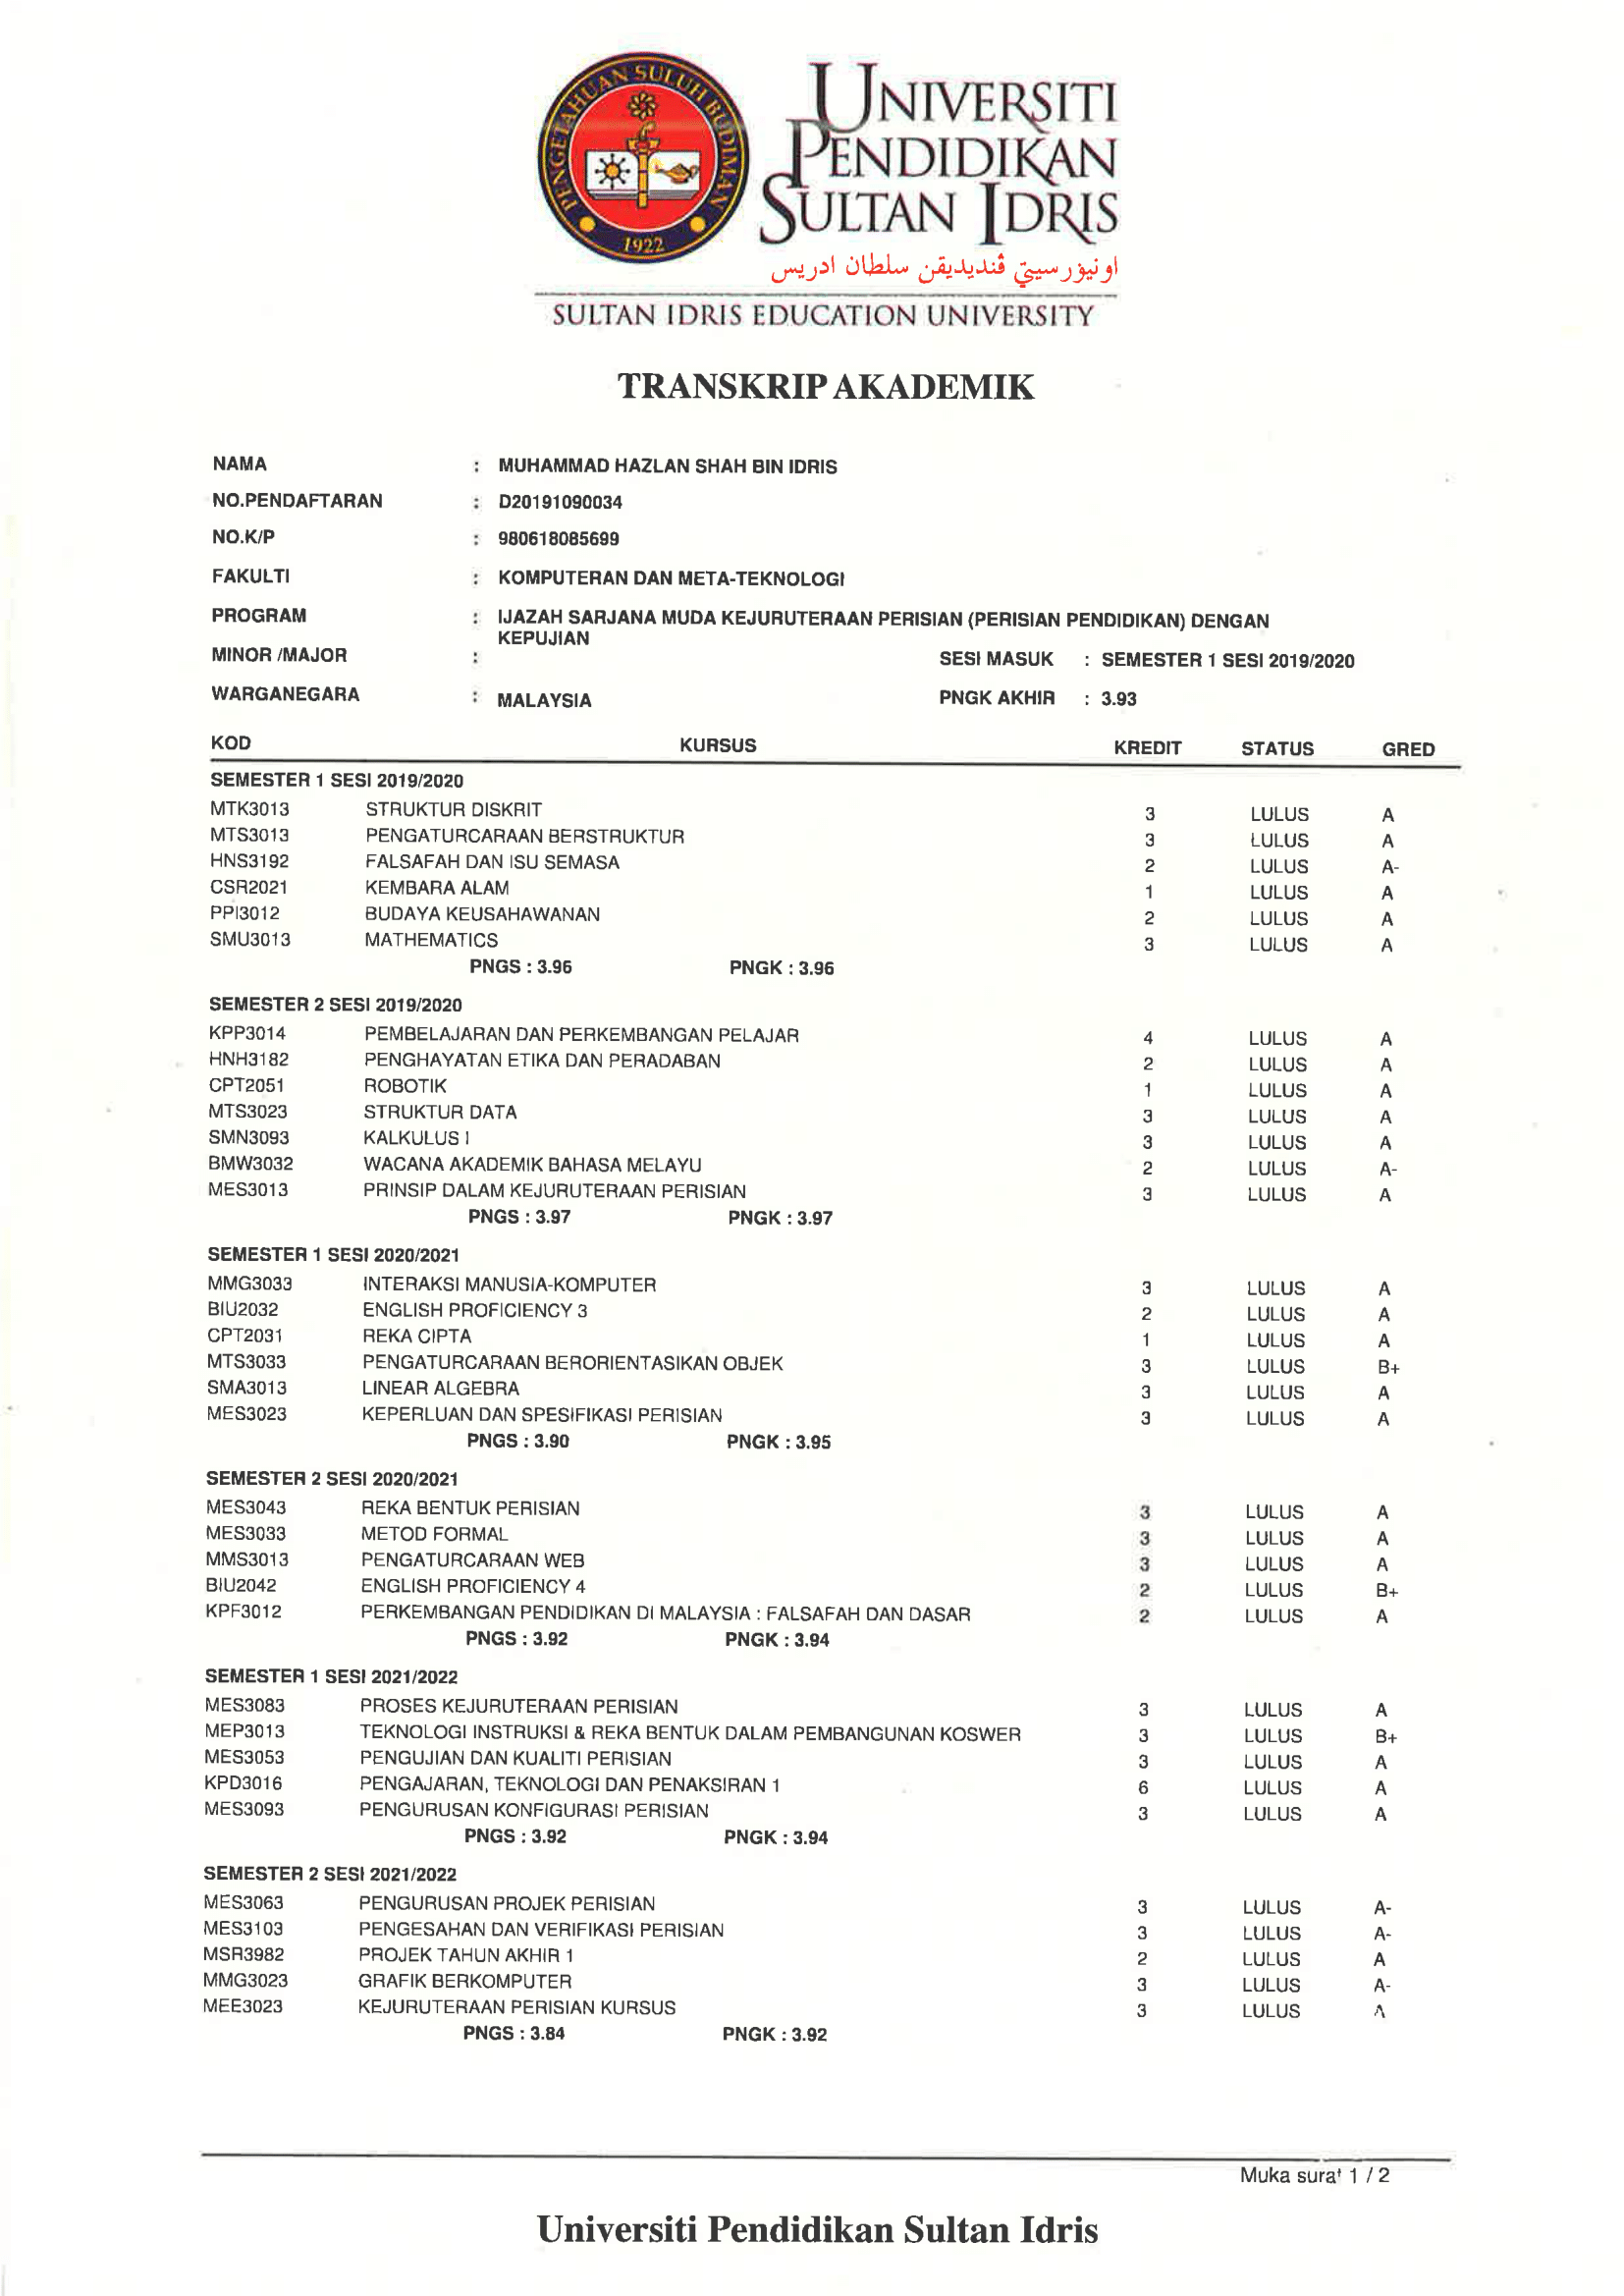 PENGETAHUAN SULUH BUDIMAN
1922
UNIVERSITI
PENDIDIKAN
SULTAN IDRIS
اونيۏرسيتي ڤنديديقن سلطان ادريس
SULTAN IDRIS EDUCATION UNIVERSITY
TRANSKRIP AKADEMIK
NAMA : MUHAMMAD HAZLAN SHAH BIN IDRIS
NO.PENDAFTARAN : D20191090034
NO.K/P : 980618085699
FAKULTI : KOMPUTERAN DAN META-TEKNOLOGI
PROGRAM : IJAZAH SARJANA MUDA KEJURUTERAAN PERISIAN (PERISIAN PENDIDIKAN) DENGAN
KEPUJIAN
MINOR /MAJOR : SESI MASUK : SEMESTER 1 SESI 2019/2020
WARGANEGARA : MALAYSIA PNGK AKHIR : 3.93
KOD KURSUS KREDIT STATUS GRED
SEMESTER 1 SESI 2019/2020
MTK3013 STRUKTUR DISKRIT 3 LULUS A
MTS3013 PENGATURCARAAN BERSTRUKTUR 3 LULUS A
HNS3192 FALSAFAH DAN ISU SEMASA 2 LULUS A-
CSR2021 KEMBARA ALAM 1 LULUS A
PPI3012 BUDAYA KEUSAHAWANAN 2 LULUS A
SMU3013 MATHEMATICS 3 LULUS A
PNGS : 3.96 PNGK : 3.96
SEMESTER 2 SESI 2019/2020
KPP3014 PEMBELAJARAN DAN PERKEMBANGAN PELAJAR 4 LULUS A
HNH3182 PENGHAYATAN ETIKA DAN PERADABAN 2 LULUS A
CPT2051 ROBOTIK 1 LULUS A
MTS3023 STRUKTUR DATA 3 LULUS A
SMN3093 KALKULUS I 3 LULUS A
BMW3032 WACANA AKADEMIK BAHASA MELAYU 2 LULUS A-
MES3013 PRINSIP DALAM KEJURUTERAAN PERISIAN 3 LULUS A
PNGS : 3.97 PNGK : 3.97
SEMESTER 1 SESI 2020/2021
MMG3033 INTERAKSI MANUSIA-KOMPUTER 3 LULUS A
BIU2032 ENGLISH PROFICIENCY 3 2 LULUS A
CPT2031 REKA CIPTA 1 LULUS A
MTS3033 PENGATURCARAAN BERORIENTASIKAN OBJEK 3 LULUS B+
SMA3013 LINEAR ALGEBRA 3 LULUS A
MES3023 KEPERLUAN DAN SPESIFIKASI PERISIAN 3 LULUS A
PNGS : 3.90 PNGK : 3.95
SEMESTER 2 SESI 2020/2021
MES3043 REKA BENTUK PERISIAN 3 LULUS A
MES3033 METOD FORMAL 3 LULUS A
MMS3013 PENGATURCARAAN WEB 3 LULUS A
BIU2042 ENGLISH PROFICIENCY 4 2 LULUS B+
KPF3012 PERKEMBANGAN PENDIDIKAN DI MALAYSIA : FALSAFAH DAN DASAR 2 LULUS A
PNGS : 3.92 PNGK : 3.94
SEMESTER 1 SESI 2021/2022
MES3083 PROSES KEJURUTERAAN PERISIAN 3 LULUS A
MEP3013 TEKNOLOGI INSTRUKSI & REKA BENTUK DALAM PEMBANGUNAN KOSWER 3 LULUS B+
MES3053 PENGUJIAN DAN KUALITI PERISIAN 3 LULUS A
KPD3016 PENGAJARAN, TEKNOLOGI DAN PENAKSIRAN 1 6 LULUS A
MES3093 PENGURUSAN KONFIGURASI PERISIAN 3 LULUS A
PNGS : 3.92 PNGK : 3.94
SEMESTER 2 SESI 2021/2022
MES3063 PENGURUSAN PROJEK PERISIAN 3 LULUS A-
MES3103 PENGESAHAN DAN VERIFIKASI PERISIAN 3 LULUS A-
MSR3982 PROJEK TAHUN AKHIR 1 2 LULUS A
MMG3023 GRAFIK BERKOMPUTER 3 LULUS A-
MEE3023 KEJURUTERAAN PERISIAN KURSUS 3 LULUS A
PNGS : 3.84 PNGK : 3.92
Muka surat 1 / 2
Universiti Pendidikan Sultan Idris